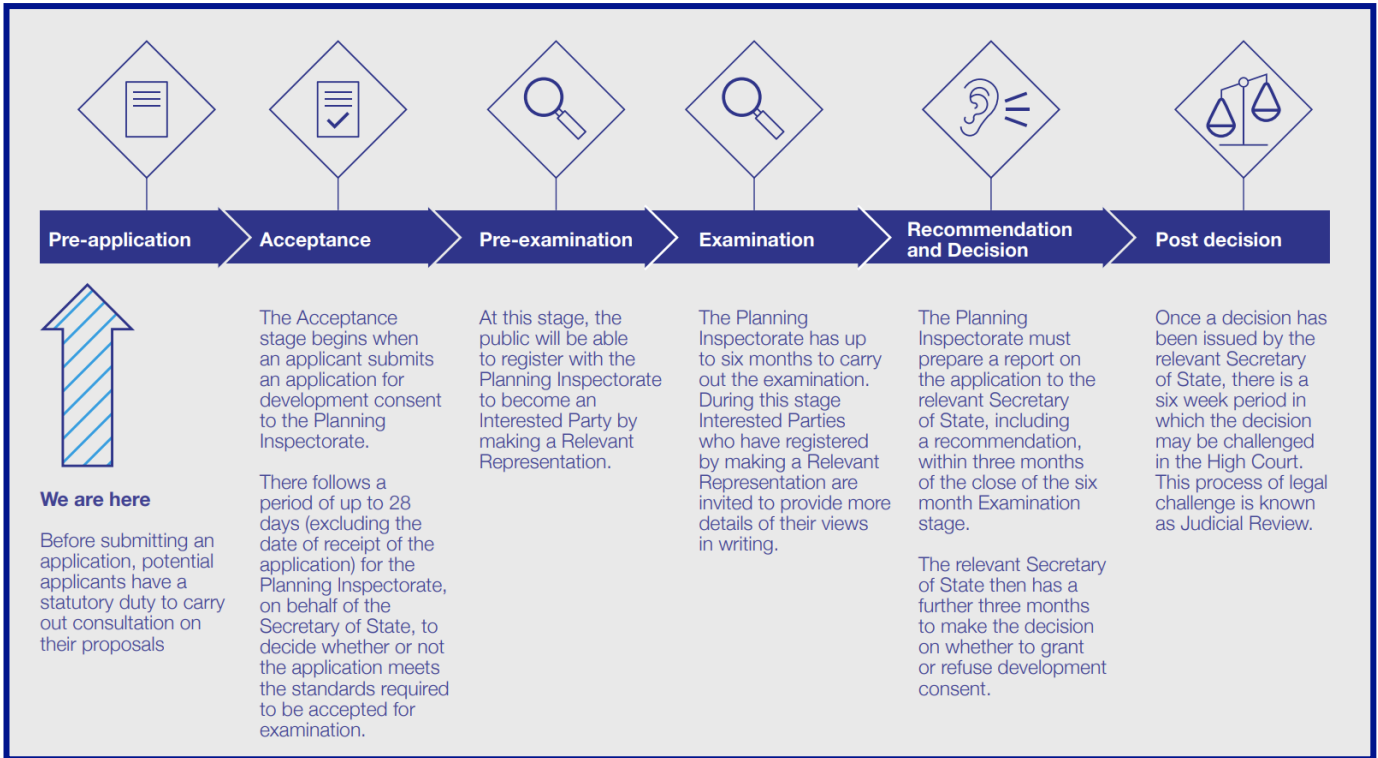 Pre-application
Acceptance
Pre-examination
Examination
Recommendation
and Decision
Post decision
We are here
Before submitting an
application, potential
applicants have a
statutory duty to carry
out consultation on
their proposals
The Acceptance
stage begins when
an applicant submits
an application for
development consent
to the Planning
Inspectorate.
There follows a
period of up to 28
days (excluding the
date of receipt of the
application) for the
Planning Inspectorate,
on behalf of the
Secretary of State, to
decide whether or not
the application meets
the standards required
to be accepted for
examination.
At this stage, the
public will be able
to register with the
Planning Inspectorate
to become an
Interested Party by
making a Relevant
Representation.
The Planning
Inspectorate has up
to six months to carry
out the examination.
During this stage
Interested Parties
who have registered
by making a Relevant
Representation are
invited to provide more
details of their views
in writing.
The Planning
Inspectorate must
prepare a report on
the application to the
relevant Secretary
of State, including
a recommendation,
within three months
of the close of the six
month Examination
stage.
The relevant Secretary
of State then has a
further three months
to make the decision
on whether to grant
or refuse development
consent.
Once a decision has
been issued by the
relevant Secretary
of State, there is a
six week period in
which the decision
may be challenged
in the High Court.
This process of legal
challenge is known
as Judicial Review.